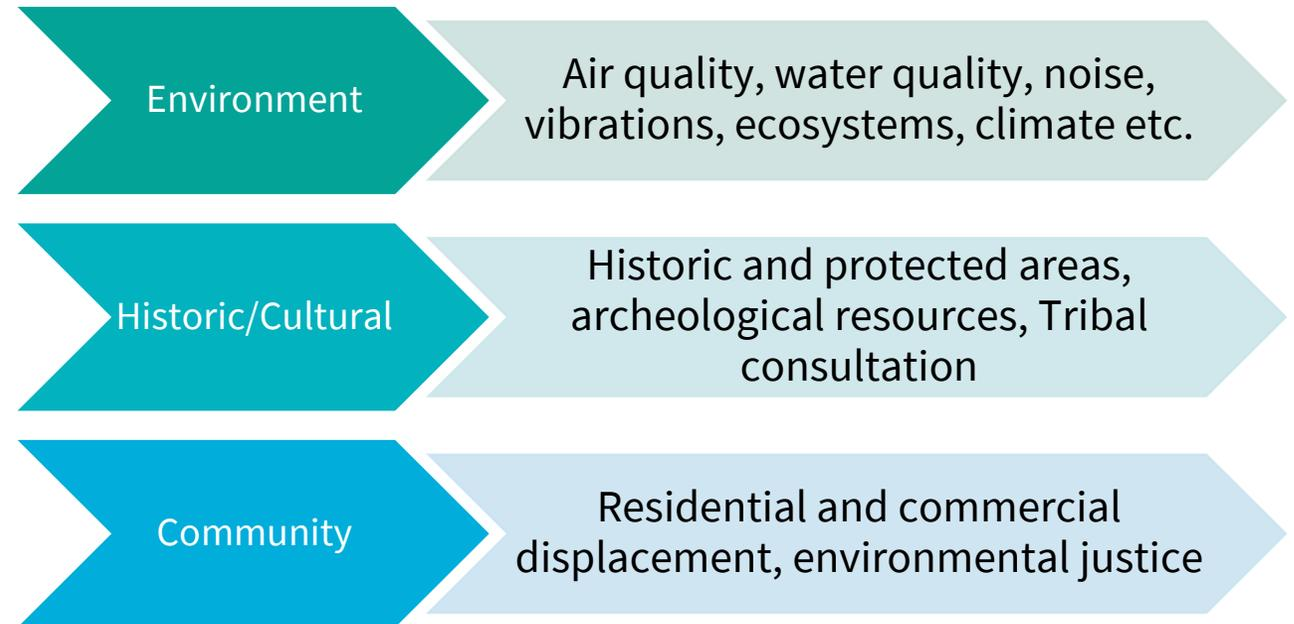 Environment
Air quality, water quality, noise,
vibrations, ecosystems, climate etc.
Historic/Cultural
Historic and protected areas,
archeological resources, Tribal
consultation
Community
Residential and commercial
displacement, environmental justice